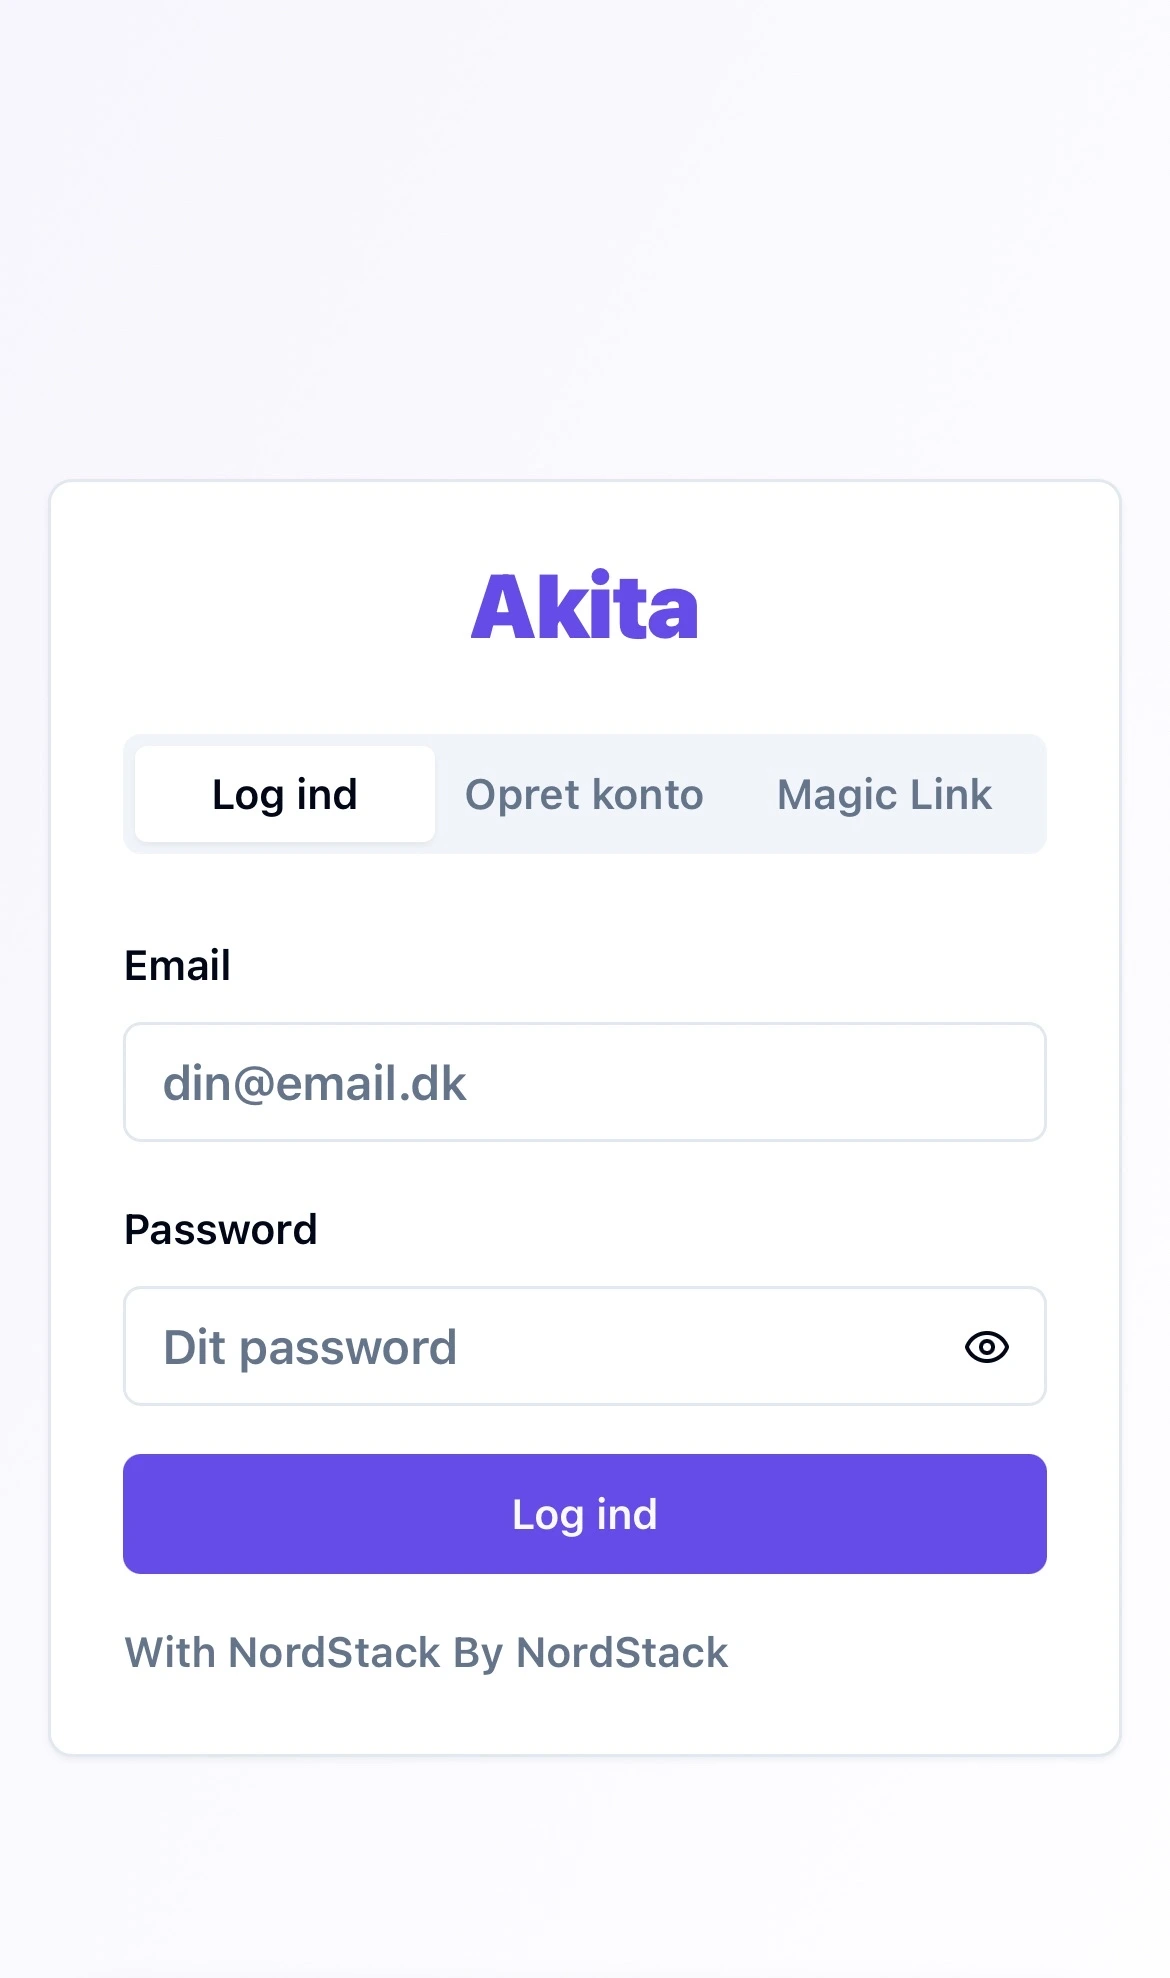 Akita
Log ind Opret konto Magic Link
Email
din@email.dk
Password
Dit password
Log ind
With NordStack By NordStack